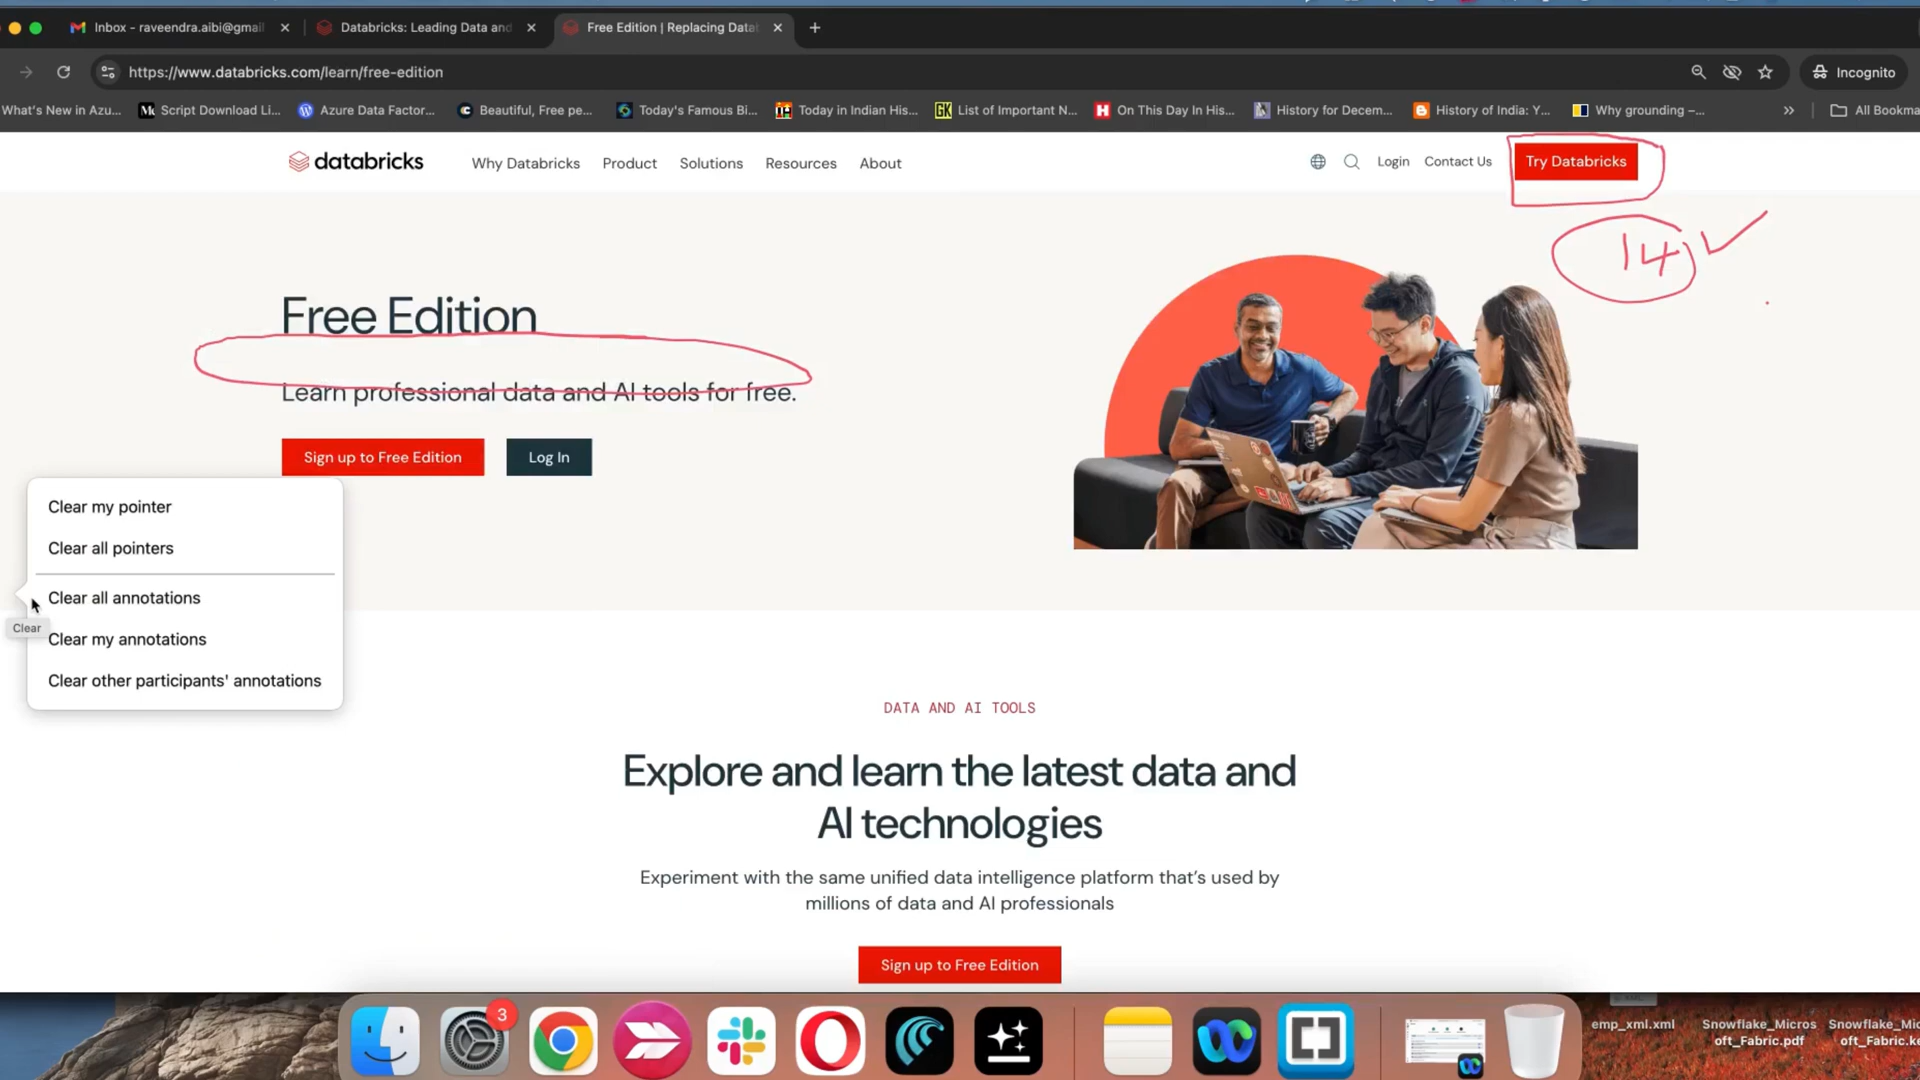 Inbox - raveendra.aibi@gmail
Databricks: Leading Data and
Free Edition | Replacing Data
https://www.databricks.com/learn/free-edition
Incognito
What's New in Azu...
Script Download Li...
Azure Data Factor...
Beautiful, Free pe...
Today's Famous Bi...
Today in Indian His...
GK
List of Important N...
H
On This Day In His...
History for Decem...
History of India: Y...
Why grounding –...
All Bookma
databricks
Why Databricks
Product
Solutions
Resources
About
Login
Contact Us
Try Databricks
14
Free Edition
Learn professional data and AI tools for free.
Sign up to Free Edition
Log In
Clear my pointer
Clear all pointers
Clear all annotations
Clear
Clear my annotations
Clear other participants' annotations
DATA AND AI TOOLS
Explore and learn the latest data and
AI technologies
Experiment with the same unified data intelligence platform that's used by
millions of data and AI professionals
Sign up to Free Edition
3
emp_xml.xml
Snowflake_Micros
oft_Fabric.pdf
Snowflake_Mic
oft_Fabric.ke